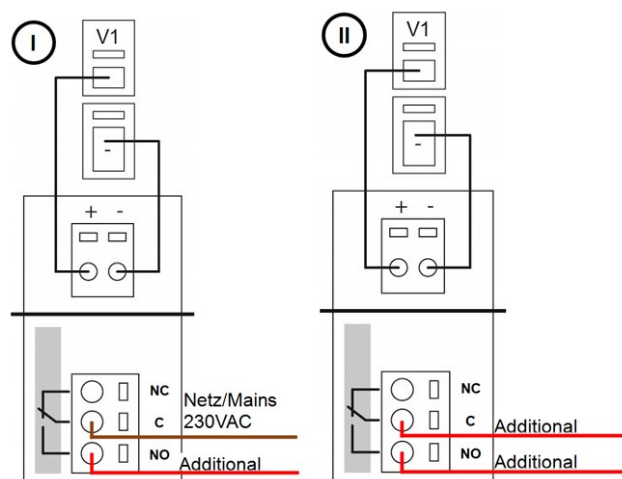 I
V1
-
+ -
NC
C
NO
Netz/Mains
230VAC
Additional
II
V1
-
+ -
NC
C
NO
Additional
Additional